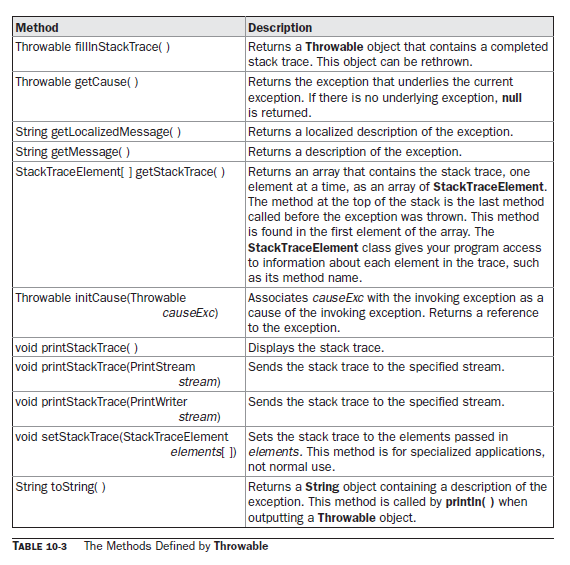 Method Description
Throwable fillInStackTrace( ) Returns a Throwable object that contains a completed
stack trace. This object can be rethrown.
Throwable getCause( ) Returns the exception that underlies the current
exception. If there is no underlying exception, null
is returned.
String getLocalizedMessage( ) Returns a localized description of the exception.
String getMessage( ) Returns a description of the exception.
StackTraceElement[ ] getStackTrace( ) Returns an array that contains the stack trace, one
element at a time, as an array of StackTraceElement.
The method at the top of the stack is the last method
called before the exception was thrown. This method
is found in the first element of the array. The
StackTraceElement class gives your program access
to information about each element in the trace, such
as its method name.
Throwable initCause(Throwable Associates causeExc with the invoking exception as a
causeExc) cause of the invoking exception. Returns a reference
to the exception.
void printStackTrace( ) Displays the stack trace.
void printStackTrace(PrintStream Sends the stack trace to the specified stream.
stream)
void printStackTrace(PrintWriter Sends the stack trace to the specified stream.
stream)
void setStackTrace(StackTraceElement Sets the stack trace to the elements passed in
elements[ ]) elements. This method is for specialized applications,
not normal use.
String toString( ) Returns a String object containing a description of the
exception. This method is called by println( ) when
outputting a Throwable object.
TABLE 10-3 The Methods Defined by Throwable